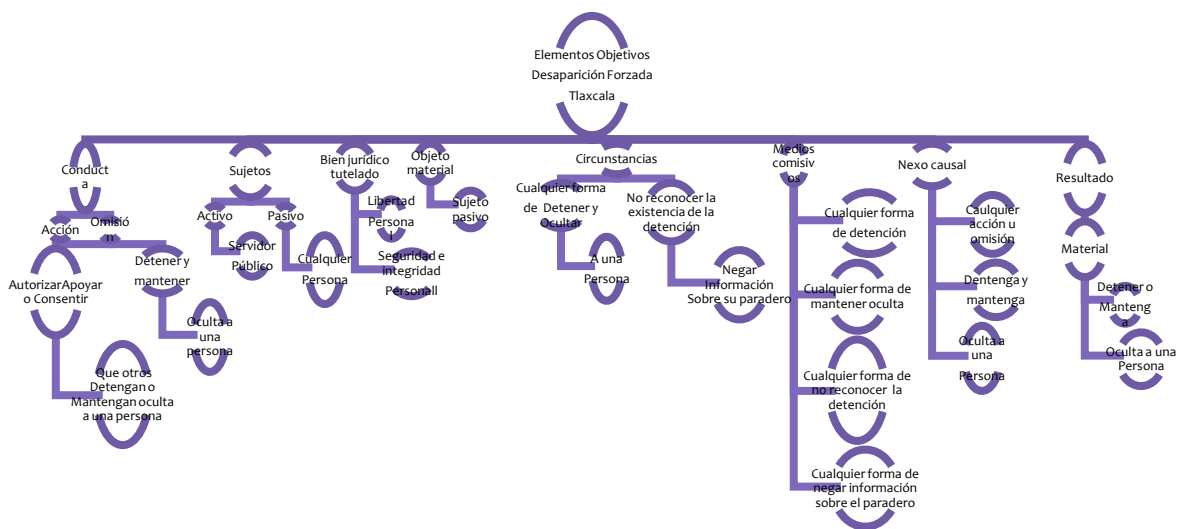 Elementos Objetivos
Desaparición Forzada
Tlaxcala
Conduct
a
Acción
Omisió
n
Autorizar Apoyar
o Consentir
Que otros
Detengan o
Mantengan oculta
a una persona
Detener y
mantener
Oculta a
una
persona
Sujetos
Activo
Servidor
Público
Pasivo
Cualquier
Persona
Bien jurídico
tutelado
Libertad
Persona
l
Seguridad e
integridad
Personall
Objeto
material
Sujeto
pasivo
Circunstancias
Cualquier forma
de Detener y
Ocultar
A una
Persona
No reconocer la
existencia de la
detención
Negar
Información
Sobre su paradero
Medios
comisiv
os
Cualquier forma
de detención
Cualquier forma de
mantener oculta
Cualquier forma de
no reconocer la
detención
Cualquier forma de
negar información
sobre el paradero
Nexo causal
Caulquier
acción u
omisión
Dentenga y
mantenga
Oculta a
una
Persona
Resultado
Material
Detener o
Manteng
a
Oculta a una
Persona